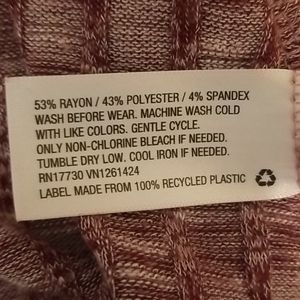 53% RAYON / 43% POLYESTER / 4% SPANDEX
WASH BEFORE WEAR. MACHINE WASH COLD
WITH LIKE COLORS. GENTLE CYCLE.
ONLY NON-CHLORINE BLEACH IF NEEDED.
TUMBLE DRY LOW. COOL IRON IF NEEDED.
RN17730 VN1261424
LABEL MADE FROM 100% RECYCLED PLASTIC